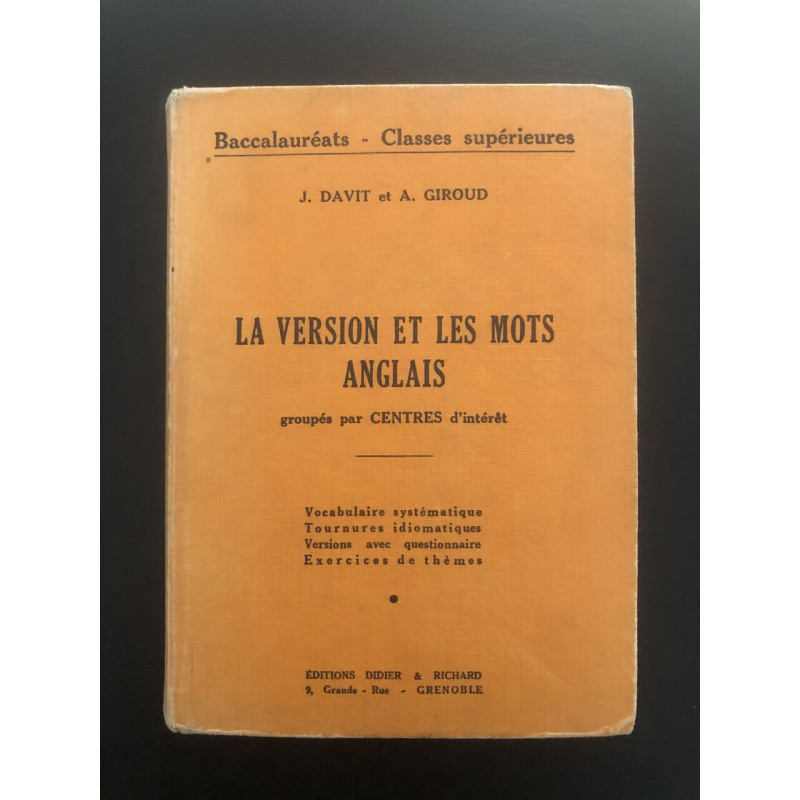 Baccalauréats - Classes supérieures
J. DAVIT et A. GIROUD
LA VERSION ET LES MOTS
ANGLAIS
groupés par CENTRES d'intérêt
Vocabulaire systématique
Tournures idiomatiques
Versions avec questionnaire
Exercices de thèmes
ÉDITIONS DIDIER & RICHARD
9, Grande - Rue - GRENOBLE